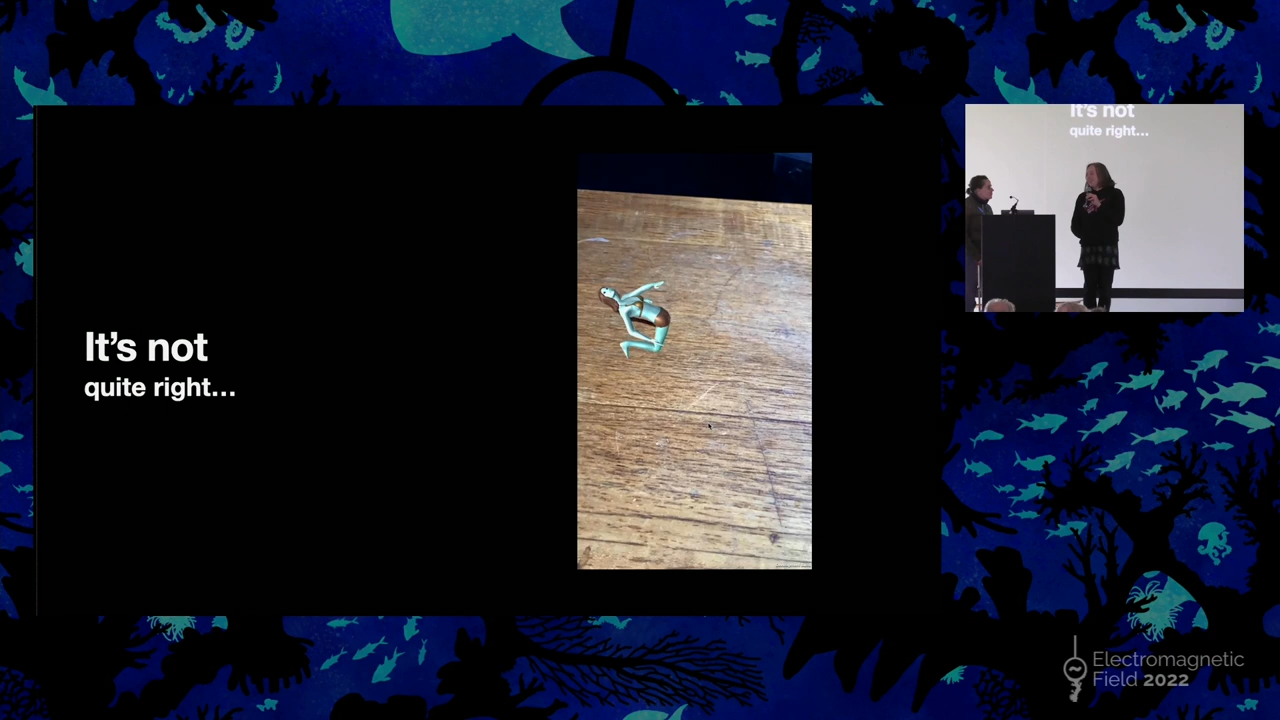 It's not
quite right...
It's not
quite right...
Electromagnetic
Field 2022